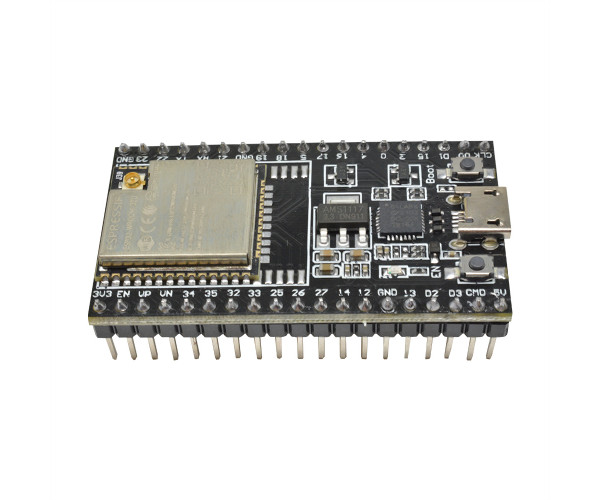 GND 23 22 TX RX 21 GND 19 18 5 17 16 4 0 2 15 D1 D0 CLK
Boot
ESPRESSIF
AMS1117
EN
3V3 EN VP VN 34 35 32 33 25 26 27 14 12 GND 13 D2 D3 CMD 5V